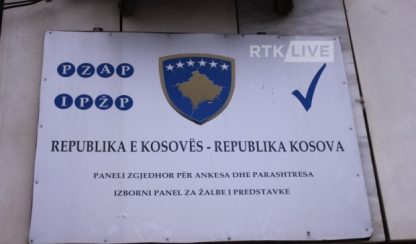 RTK LIVE
PZAP
IPŽP
REPUBLIKA E KOSOVËS - REPUBLIKA KOSOVA
PANELI ZGJEDHOR PËR ANKESA DHE PARASHTRESA
IZBORNI PANEL ZA ŽALBE I PREDSTAVKE